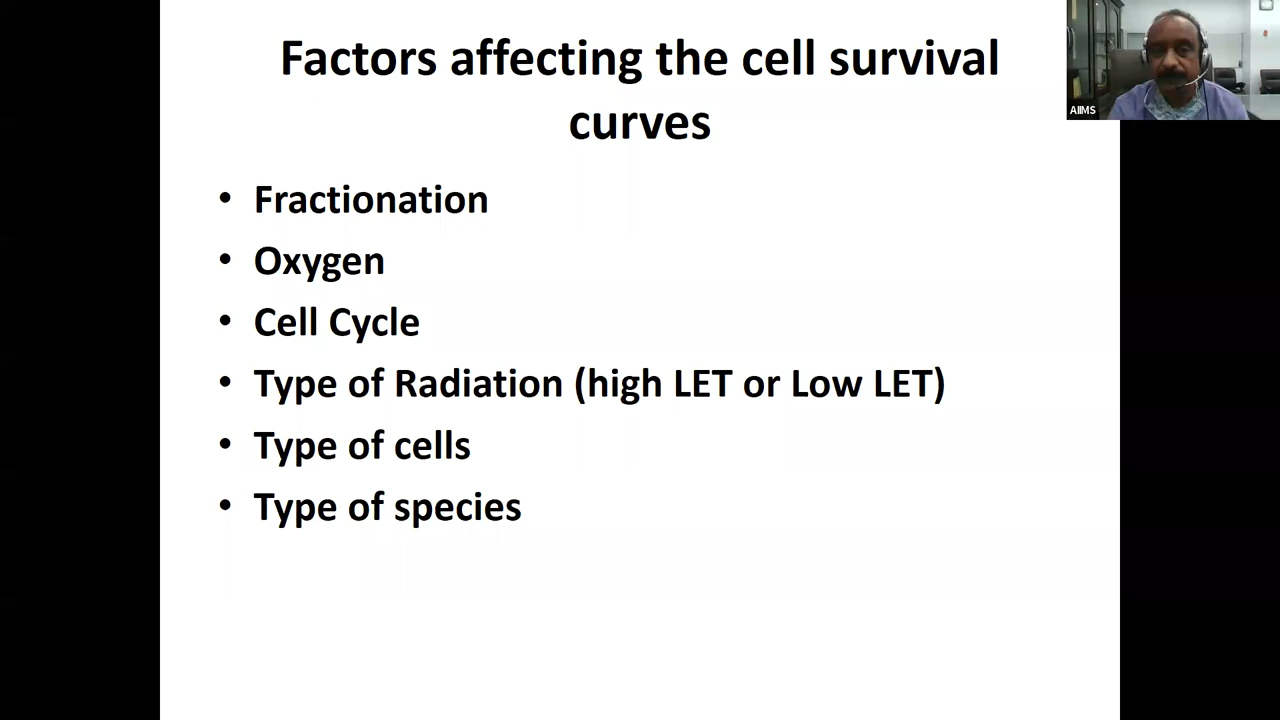 Factors affecting the cell survival
curves
• Fractionation
• Oxygen
• Cell Cycle
• Type of Radiation (high LET or Low LET)
• Type of cells
• Type of species
AIIMS